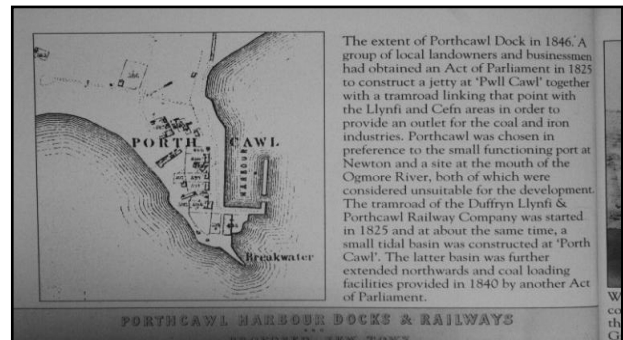 The extent of Porthcawl Dock in 1846. A
group of local landowners and businessmen
had obtained an Act of Parliament in 1825
to construct a jetty at 'Pwll Cawl' together
with a tramroad linking that point with
the Llynfi and Cefn areas in order to
provide an outlet for the coal and iron
industries. Porthcawl was chosen in
preference to the small functioning port at
Newton and a site at the mouth of the
Ogmore River, both of which were
considered unsuitable for the development.
The tramroad of the Duffryn Llynfi &
Porthcawl Railway Company was started
in 1825 and at about the same time, a
small tidal basin was constructed at 'Porth
Cawl'. The latter basin was further
extended northwards and coal loading
facilities provided in 1840 by another Act
of Parliament.
PORTH CAWL
HARBOUR
Breakwater
PORTHCAWL HARBOUR DOCKS & RAILWAYS
PROPOSED NEW TOWN